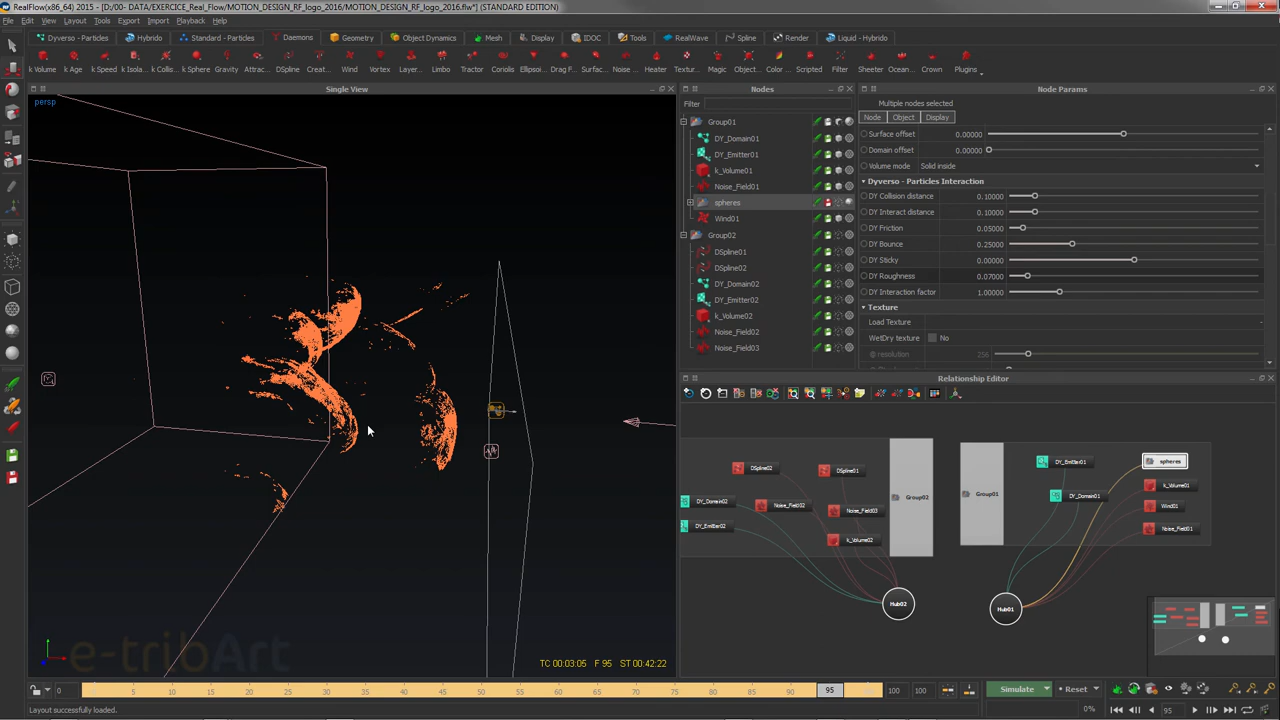 RealFlow(x86_64) 2015 - [D:/00- DATA/EXERCICE_Real_Flow/MOTION_DESIGN_RF_logo_2016/MOTION_DESIGN_RF_logo_2016.flw*] (STANDARD EDITION)
File Edit View Layout Tools Export Import Playback Help
Dyverso - Particles Hybrido Standard - Particles Daemons Geometry Object Dynamics Mesh Display IDOC Tools RealWave Spline Render Liquid - Hybrido
k Volume k Age k Speed k Isola... k Collis... k Sphere Gravity Attrac... DSpline Creat... Wind Vortex Layer... Limbo Tractor Coriolis Ellipsoi... Drag F... Surfac... Noise ... Heater Textur... Magic Object... Color ... Scripted Filter Sheeter Ocean... Crown Plugins
Single View
persp
TC 00:03:05 F 95 ST 00:42:22
e-tribArt
Nodes
Filter
Group01
DY_Domain01
DY_Emitter01
k_Volume01
Noise_Field01
spheres
Wind01
Group02
DSpline01
DSpline02
DY_Domain02
DY_Emitter02
k_Volume02
Noise_Field02
Noise_Field03
Node Params
Multiple nodes selected
Node Object Display
Surface offset 0.00000
Domain offset 0.00000
Volume mode Solid inside
Dyverso - Particles Interaction
DY Collision distance 0.10000
DY Interact distance 0.10000
DY Friction 0.05000
DY Bounce 0.25000
DY Sticky 0.00000
DY Roughness 0.07000
DY Interaction factor 1.00000
Texture
Load Texture
WetDry texture No
@ resolution 256
Relationship Editor
DSpline02 DSpline01
DY_Domain02 Noise_Field02 Noise_Field03 Group02
DY_Emitter02 k_Volume02
Hub02
Group01 DY_Emitter01 spheres
DY_Domain01 k_Volume01
Wind01
Noise_Field01
Hub01
0 5 10 15 20 25 30 35 40 45 50 55 60 65 70 75 80 85 90 95 100 100
Simulate Reset
Layout successfully loaded.
0% 95